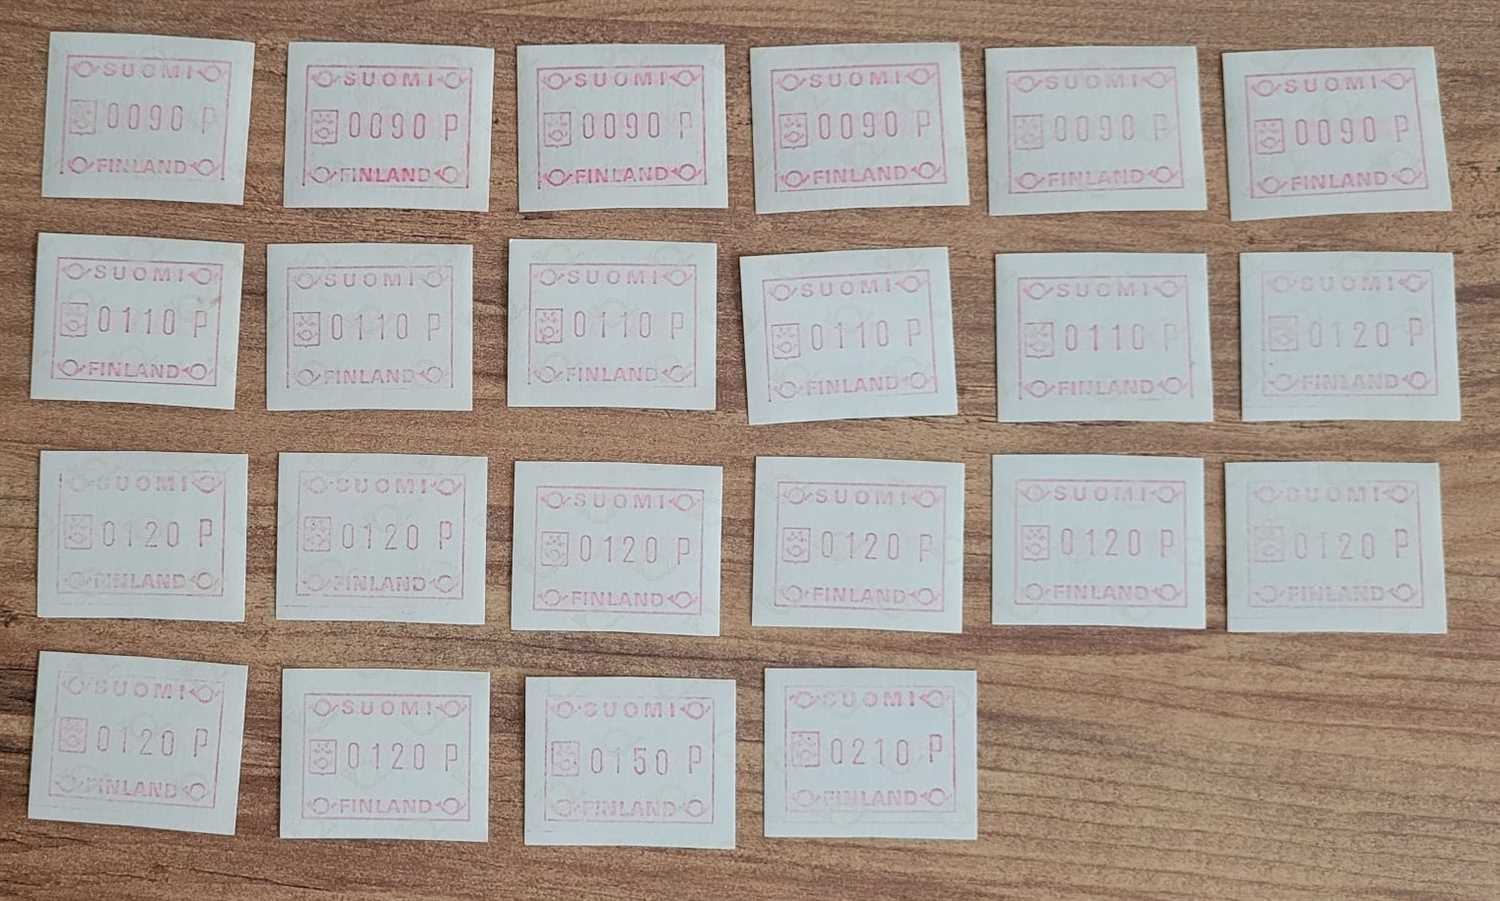 SUOMI
0090 P
FINLAND
SUOMI
0090 P
FINLAND
SUOMI
0090 P
FINLAND
SUOMI
0090 P
FINLAND
SUOMI
0090 P
FINLAND
SUOMI
0090 P
FINLAND
SUOMI
0110 P
FINLAND
SUOMI
0110 P
FINLAND
SUOMI
0110 P
FINLAND
SUOMI
0110 P
FINLAND
SUOMI
0110 P
FINLAND
SUOMI
0120 P
FINLAND
SUOMI
0120 P
FINLAND
SUOMI
0120 P
FINLAND
SUOMI
0120 P
FINLAND
SUOMI
0120 P
FINLAND
SUOMI
0120 P
FINLAND
SUOMI
0120 P
FINLAND
SUOMI
0120 P
FINLAND
SUOMI
0120 P
FINLAND
SUOMI
0150 P
FINLAND
SUOMI
0210 P
FINLAND